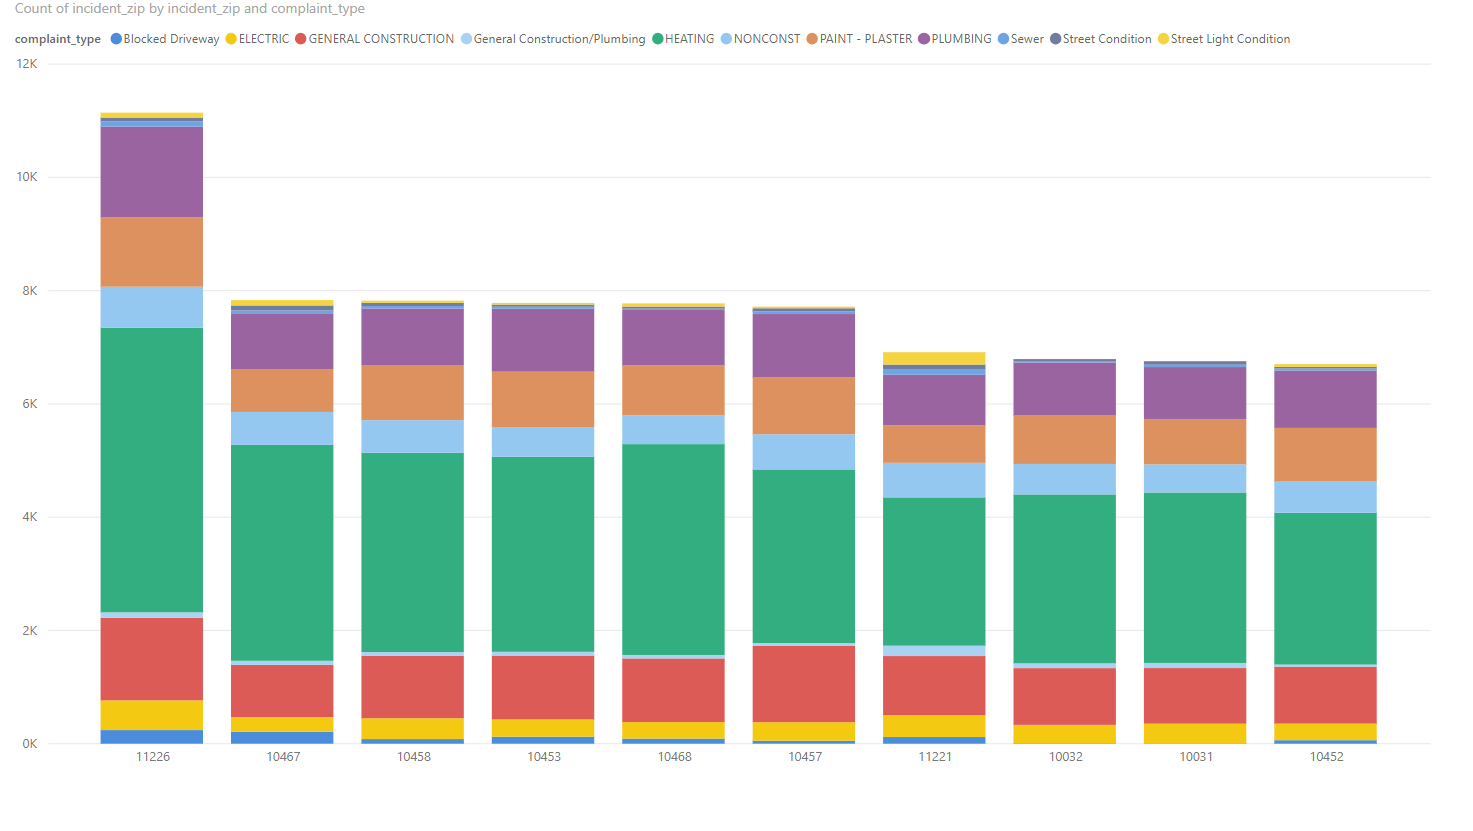 Count of incident_zip by incident_zip and complaint_type
complaint_type Blocked Driveway ELECTRIC GENERAL CONSTRUCTION General Construction/Plumbing HEATING NONCONST PAINT - PLASTER PLUMBING Sewer Street Condition Street Light Condition
12K
10K
8K
6K
4K
2K
0K
11226 10467 10458 10453 10468 10457 11221 10032 10031 10452